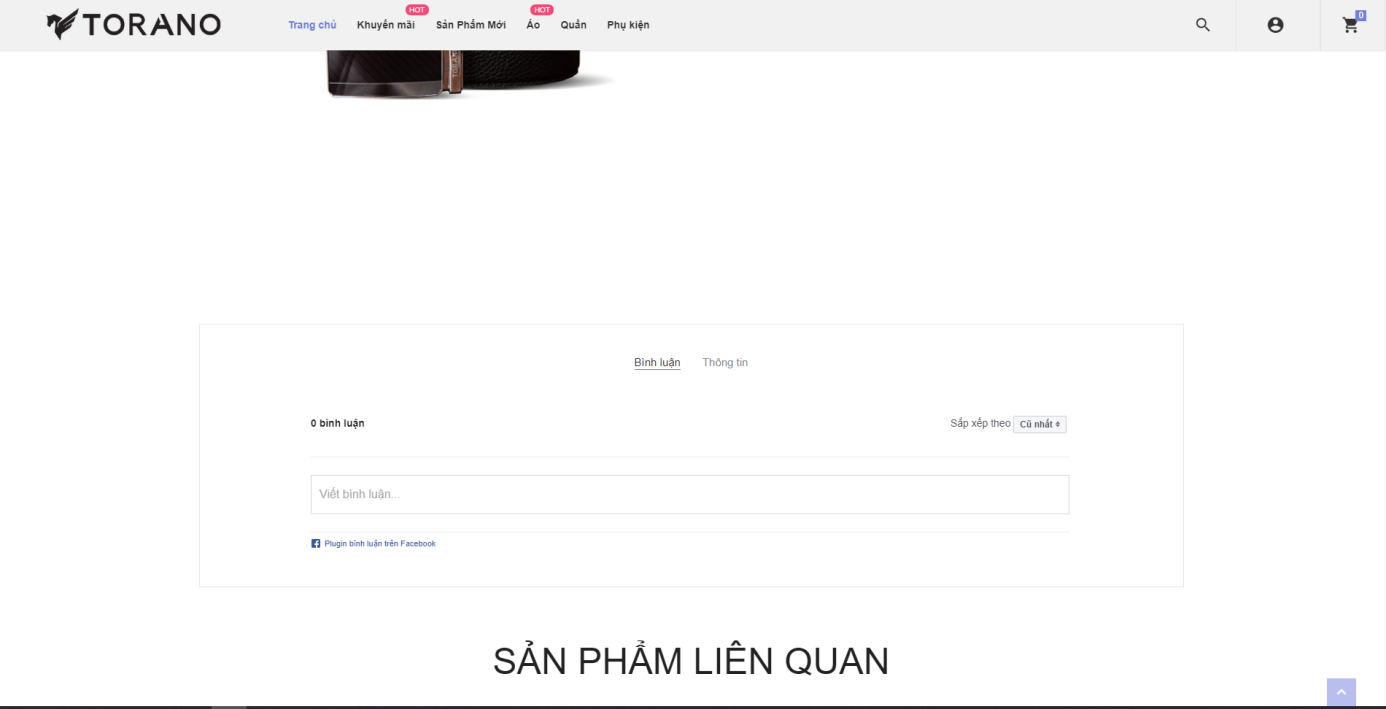 TORANO
Trang chủ
Khuyến mãi
HOT
Sản Phẩm Mới
Áo
HOT
Quần
Phụ kiện
0
TORANO
Bình luận
Thông tin
0 bình luận
Sắp xếp theo Cũ nhất
Viết bình luận...
Plugin bình luận trên Facebook
SẢN PHẨM LIÊN QUAN